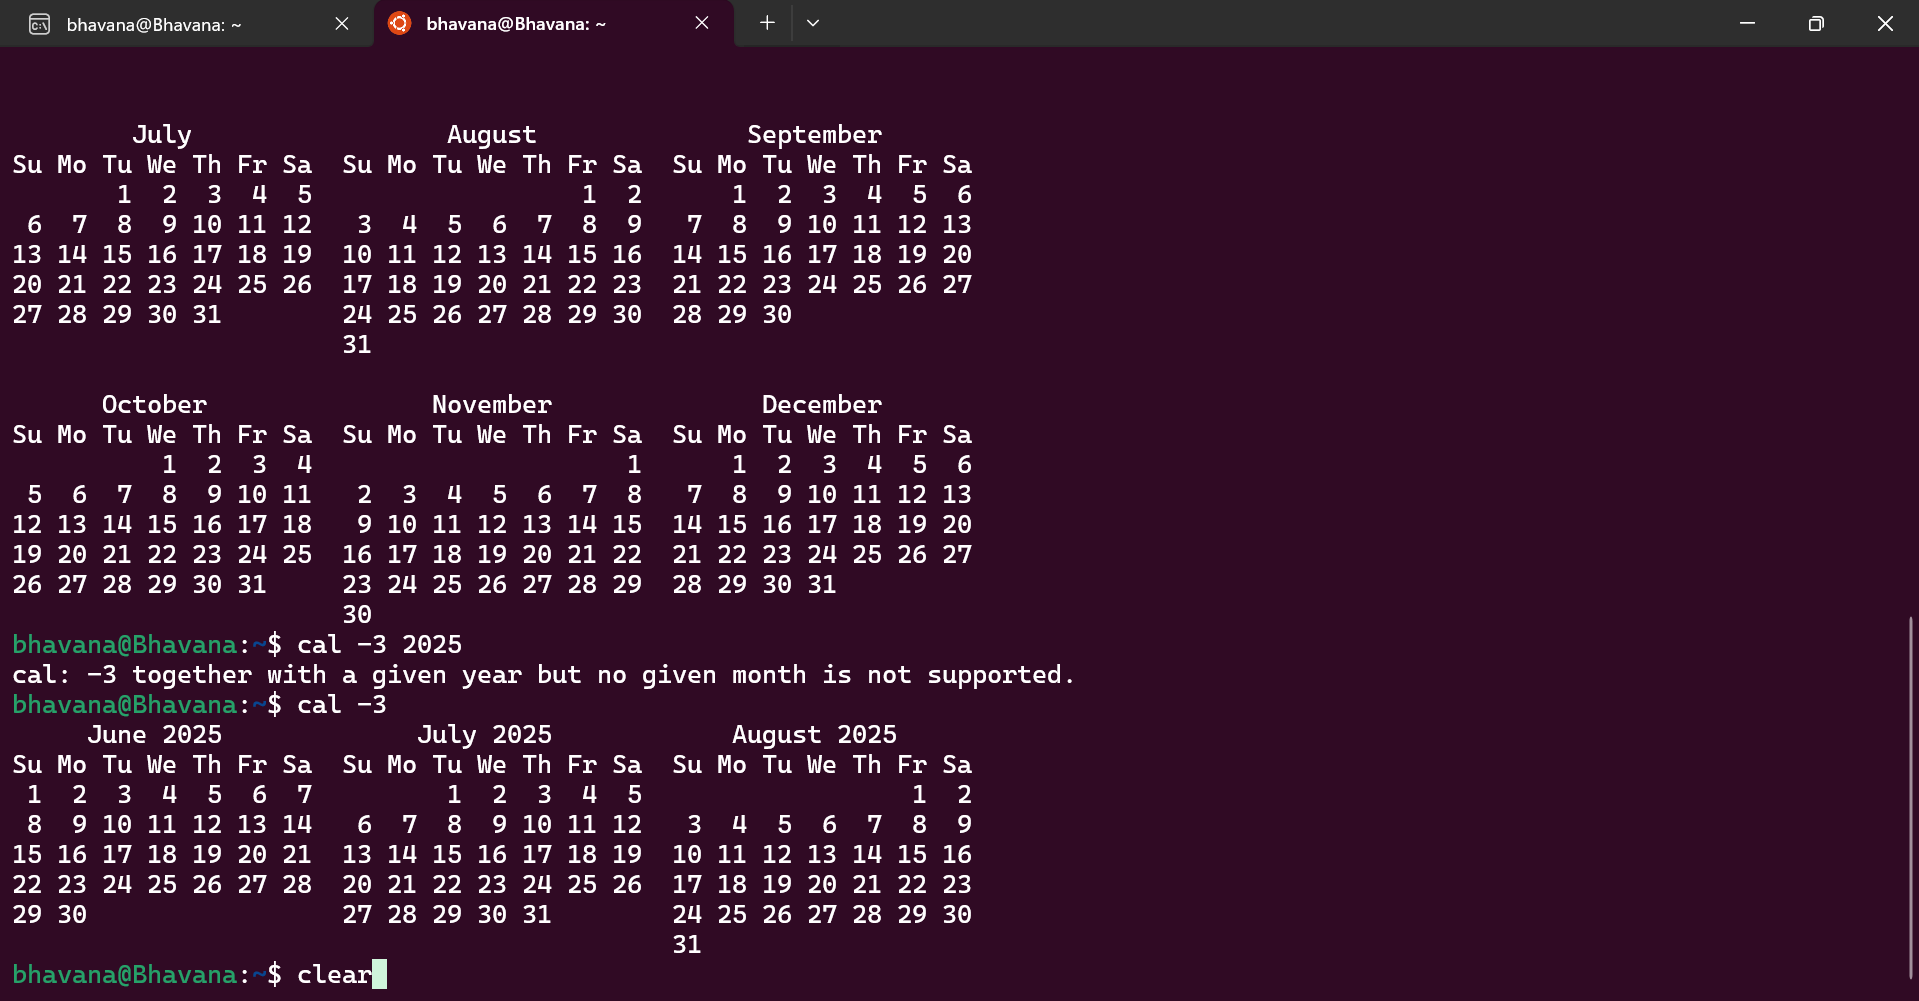 bhavana@Bhavana: ~ bhavana@Bhavana: ~
        July                 August              September
Su Mo Tu We Th Fr Sa  Su Mo Tu We Th Fr Sa  Su Mo Tu We Th Fr Sa
       1  2  3  4  5                  1  2      1  2  3  4  5  6
 6  7  8  9 10 11 12   3  4  5  6  7  8  9   7  8  9 10 11 12 13
13 14 15 16 17 18 19  10 11 12 13 14 15 16  14 15 16 17 18 19 20
20 21 22 23 24 25 26  17 18 19 20 21 22 23  21 22 23 24 25 26 27
27 28 29 30 31        24 25 26 27 28 29 30  28 29 30
                      31
      October               November              December
Su Mo Tu We Th Fr Sa  Su Mo Tu We Th Fr Sa  Su Mo Tu We Th Fr Sa
          1  2  3  4                     1      1  2  3  4  5  6
 5  6  7  8  9 10 11   2  3  4  5  6  7  8   7  8  9 10 11 12 13
12 13 14 15 16 17 18   9 10 11 12 13 14 15  14 15 16 17 18 19 20
19 20 21 22 23 24 25  16 17 18 19 20 21 22  21 22 23 24 25 26 27
26 27 28 29 30 31     23 24 25 26 27 28 29  28 29 30 31
                      30
bhavana@Bhavana:~$ cal -3 2025
cal: -3 together with a given year but no given month is not supported.
bhavana@Bhavana:~$ cal -3
     June 2025             July 2025            August 2025
Su Mo Tu We Th Fr Sa  Su Mo Tu We Th Fr Sa  Su Mo Tu We Th Fr Sa
 1  2  3  4  5  6  7         1  2  3  4  5                  1  2
 8  9 10 11 12 13 14   6  7  8  9 10 11 12   3  4  5  6  7  8  9
15 16 17 18 19 20 21  13 14 15 16 17 18 19  10 11 12 13 14 15 16
22 23 24 25 26 27 28  20 21 22 23 24 25 26  17 18 19 20 21 22 23
29 30                 27 28 29 30 31        24 25 26 27 28 29 30
                                            31
bhavana@Bhavana:~$ clear